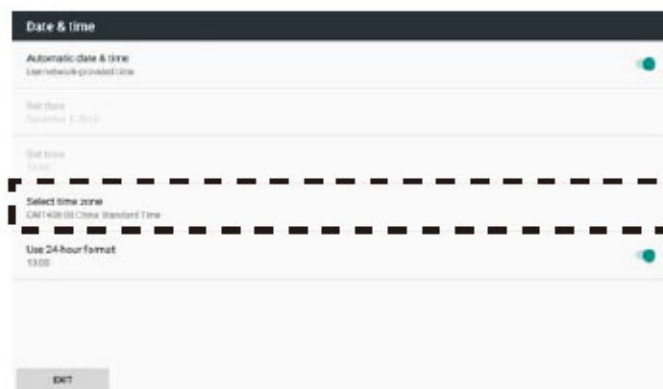 Date & time
Automatic date & time
Use network-provided time
Set date
Set time
Select time zone
GMT+08:00 China Standard Time
Use 24-hour format
13:00
EXIT